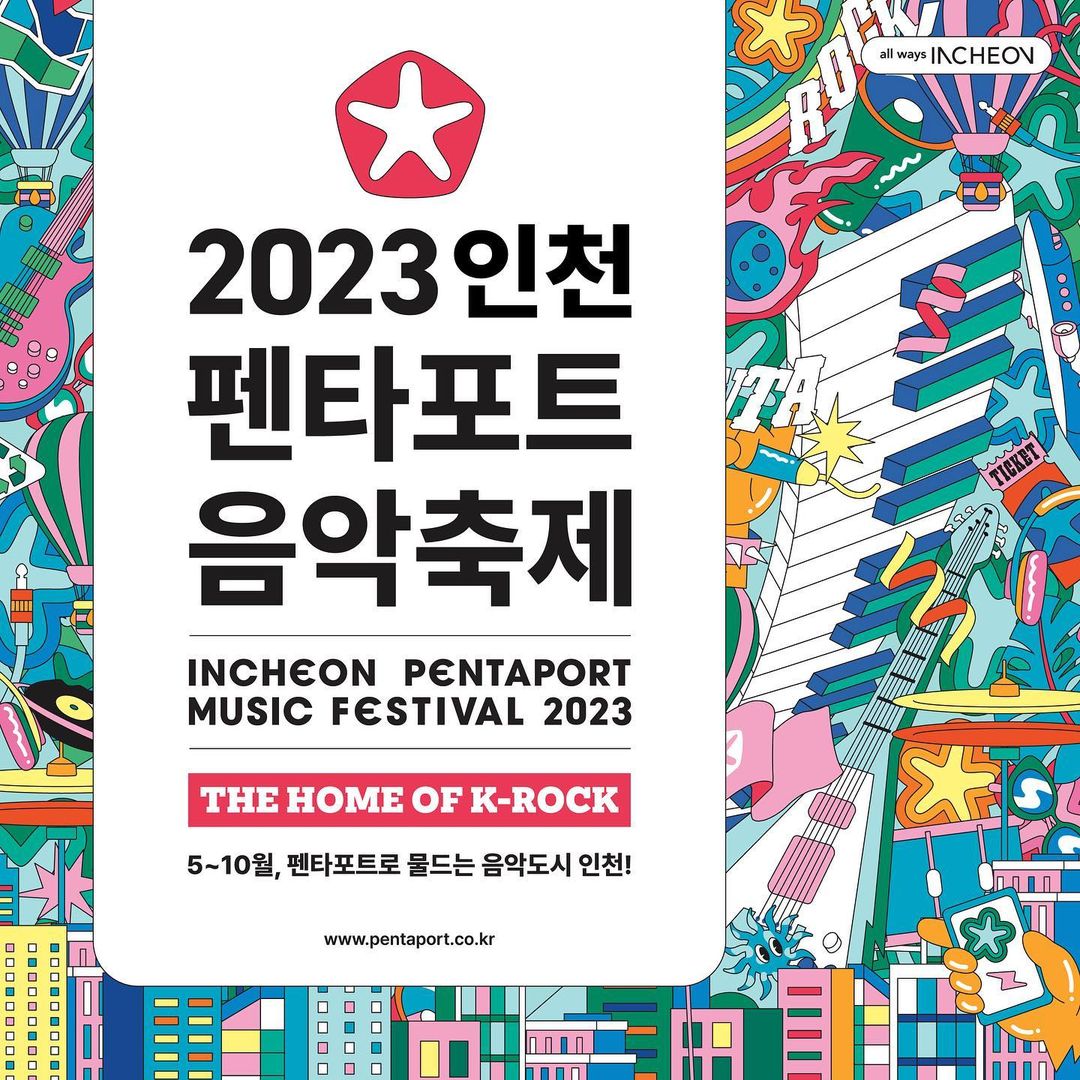 ROCK
all ways INCHEON
2023 인천
펜타포트
음악축제
INCHEON PENTAPORT
MUSIC FESTIVAL 2023
THE HOME OF K-ROCK
5~10월, 펜타포트로 물드는 음악도시 인천!
www.pentaport.co.kr
TICKET